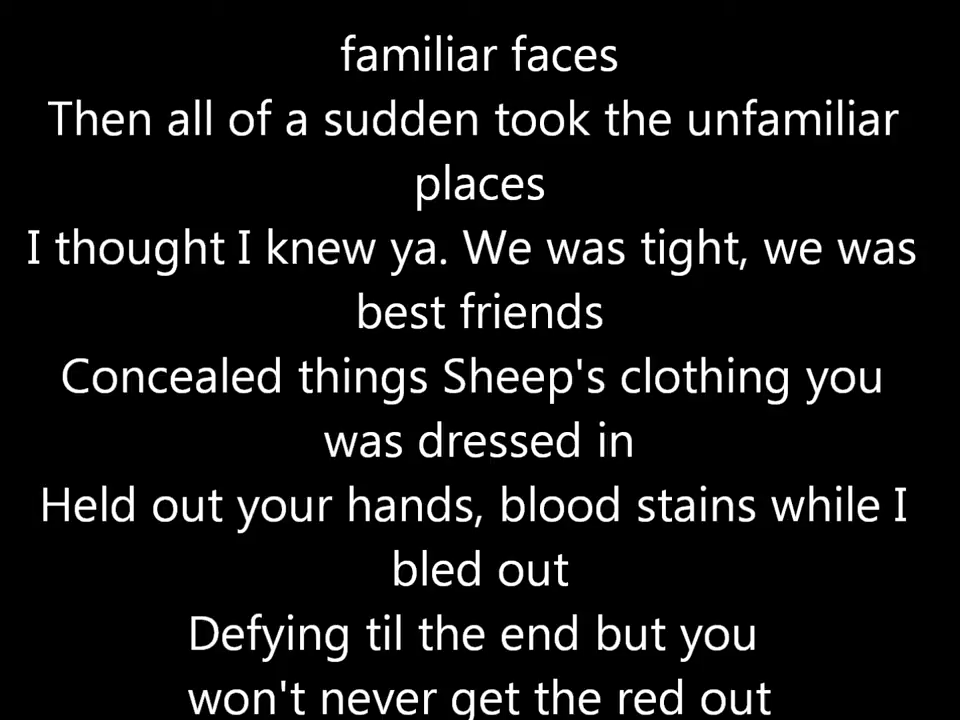 familiar faces
Then all of a sudden took the unfamiliar
places
I thought I knew ya. We was tight, we was
best friends
Concealed things Sheep's clothing you
was dressed in
Held out your hands, blood stains while I
bled out
Defying til the end but you
won't never get the red out